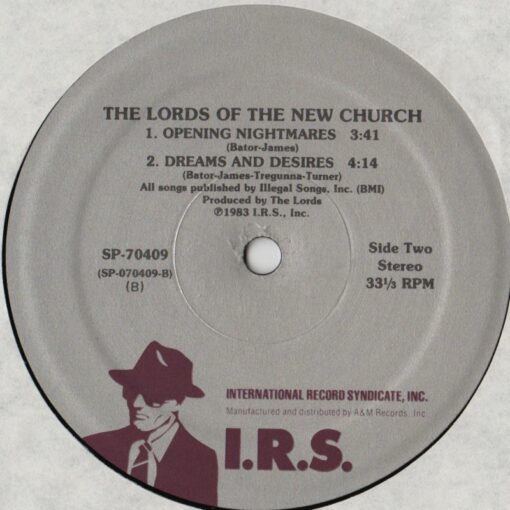 THE LORDS OF THE NEW CHURCH
1. OPENING NIGHTMARES 3:41
(Bator-James)
2. DREAMS AND DESIRES 4:14
(Bator-James-Tregunna-Turner)
All songs published by Illegal Songs, Inc. (BMI)
Produced by The Lords
℗1983 I.R.S., Inc.
SP-70409
(SP-070409-B)
(B)
Side Two
Stereo
33⅓ RPM
INTERNATIONAL RECORD SYNDICATE, INC.
Manufactured and distributed by A&M Records, Inc.
I.R.S.